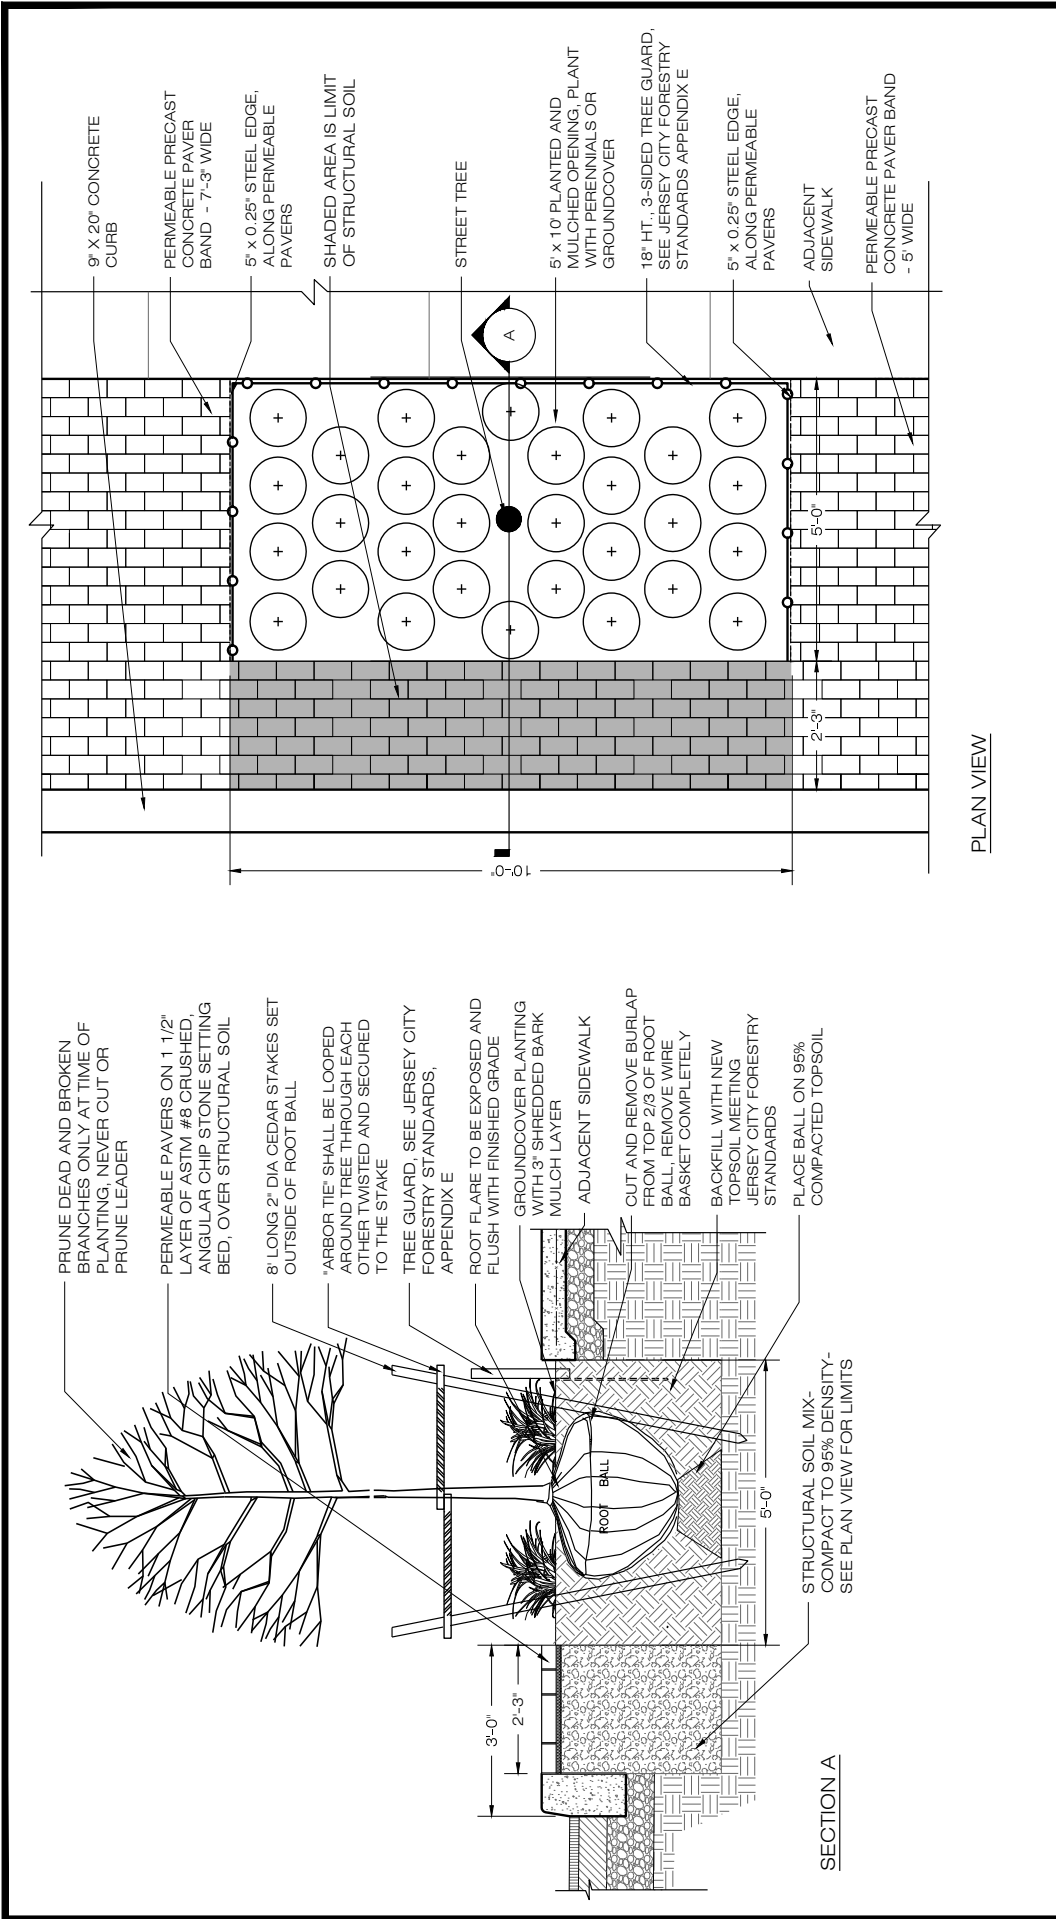 PRUNE DEAD AND BROKEN
BRANCHES ONLY AT TIME OF
PLANTING, NEVER CUT OR
PRUNE LEADER
PERMEABLE PAVERS ON 1 1/2"
LAYER OF ASTM #8 CRUSHED,
ANGULAR CHIP STONE SETTING
BED, OVER STRUCTURAL SOIL
8' LONG 2" DIA CEDAR STAKES SET
OUTSIDE OF ROOT BALL
"ARBOR TIE" SHALL BE LOOPED
AROUND TREE THROUGH EACH
OTHER TWISTED AND SECURED
TO THE STAKE
TREE GUARD, SEE JERSEY CITY
FORESTRY STANDARDS,
APPENDIX E
ROOT FLARE TO BE EXPOSED AND
FLUSH WITH FINISHED GRADE
GROUNDCOVER PLANTING
WITH 3" SHREDDED BARK
MULCH LAYER
ADJACENT SIDEWALK
CUT AND REMOVE BURLAP
FROM TOP 2/3 OF ROOT
BALL, REMOVE WIRE
BASKET COMPLETELY
BACKFILL WITH NEW
TOPSOIL MEETING
JERSEY CITY FORESTRY
STANDARDS
PLACE BALL ON 95%
COMPACTED TOPSOIL
ROOT BALL
3'-0"
2'-3"
5'-0"
STRUCTURAL SOIL MIX-
COMPACT TO 95% DENSITY-
SEE PLAN VIEW FOR LIMITS
SECTION A
9" X 20" CONCRETE
CURB
PERMEABLE PRECAST
CONCRETE PAVER
BAND - 7'-3" WIDE
5" x 0.25" STEEL EDGE,
ALONG PERMEABLE
PAVERS
SHADED AREA IS LIMIT
OF STRUCTURAL SOIL
STREET TREE
5' x 10' PLANTED AND
MULCHED OPENING, PLANT
WITH PERENNIALS OR
GROUNDCOVER
18" HT., 3-SIDED TREE GUARD,
SEE JERSEY CITY FORESTRY
STANDARDS APPENDIX E
5" x 0.25" STEEL EDGE,
ALONG PERMEABLE
PAVERS
ADJACENT
SIDEWALK
PERMEABLE PRECAST
CONCRETE PAVER BAND
- 5' WIDE
A
10'-0"
2'-3"
5'-0"
PLAN VIEW